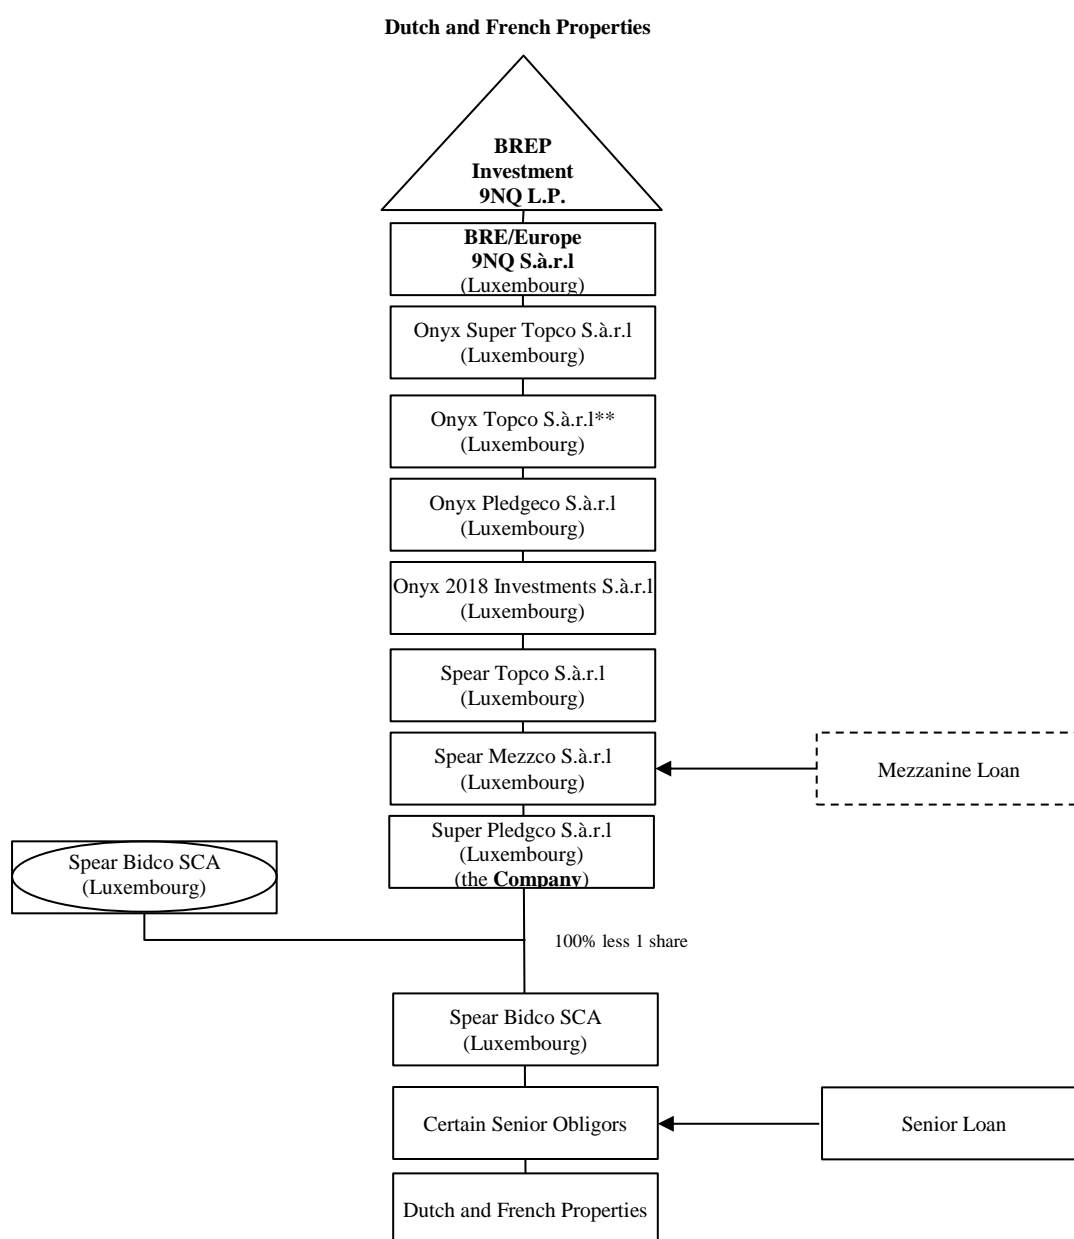 Dutch and French Properties
BREP
Investment
9NQ L.P.
BRE/Europe
9NQ S.à.r.l
(Luxembourg)
Onyx Super Topco S.à.r.l
(Luxembourg)
Onyx Topco S.à.r.l**
(Luxembourg)
Onyx Pledgeco S.à.r.l
(Luxembourg)
Onyx 2018 Investments S.à.r.l
(Luxembourg)
Spear Topco S.à.r.l
(Luxembourg)
Spear Mezzco S.à.r.l
(Luxembourg)
Mezzanine Loan
Super Pledgco S.à.r.l
(Luxembourg)
(the Company)
Spear Bidco SCA
(Luxembourg)
100% less 1 share
Spear Bidco SCA
(Luxembourg)
Certain Senior Obligors
Senior Loan
Dutch and French Properties